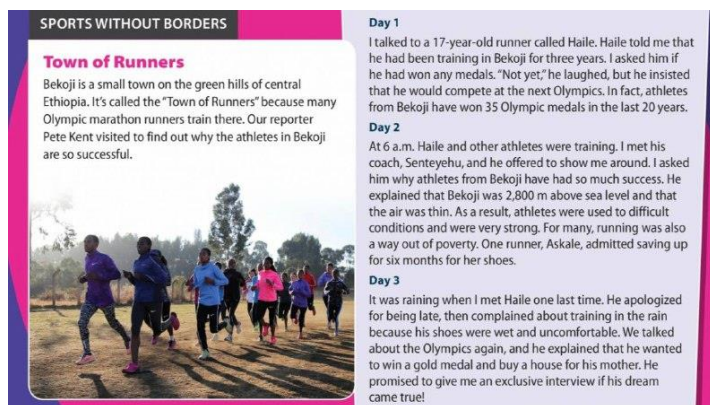 SPORTS WITHOUT BORDERS
Town of Runners
Bekoji is a small town on the green hills of central
Ethiopia. It's called the "Town of Runners" because many
Olympic marathon runners train there. Our reporter
Pete Kent visited to find out why the athletes in Bekoji
are so successful.
Day 1
I talked to a 17-year-old runner called Haile. Haile told me that
he had been training in Bekoji for three years. I asked him if
he had won any medals. "Not yet," he laughed, but he insisted
that he would compete at the next Olympics. In fact, athletes
from Bekoji have won 35 Olympic medals in the last 20 years.
Day 2
At 6 a.m. Haile and other athletes were training. I met his
coach, Senteyehu, and he offered to show me around. I asked
him why athletes from Bekoji have had so much success. He
explained that Bekoji was 2,800 m above sea level and that
the air was thin. As a result, athletes were used to difficult
conditions and were very strong. For many, running was also
a way out of poverty. One runner, Askale, admitted saving up
for six months for her shoes.
Day 3
It was raining when I met Haile one last time. He apologized
for being late, then complained about training in the rain
because his shoes were wet and uncomfortable. We talked
about the Olympics again, and he explained that he wanted
to win a gold medal and buy a house for his mother. He
promised to give me an exclusive interview if his dream
came true!